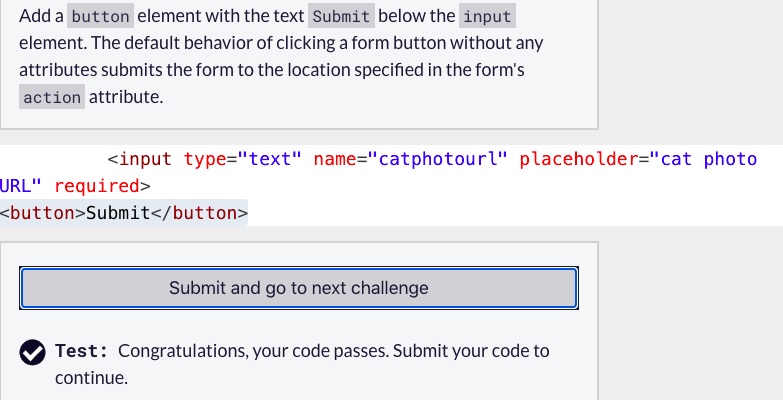 Add a button element with the text Submit below the input
element. The default behavior of clicking a form button without any
attributes submits the form to the location specified in the form's
action attribute.
<input type="text" name="catphotourl" placeholder="cat photo
URL" required>
<button>Submit</button>
Submit and go to next challenge
Test: Congratulations, your code passes. Submit your code to
continue.